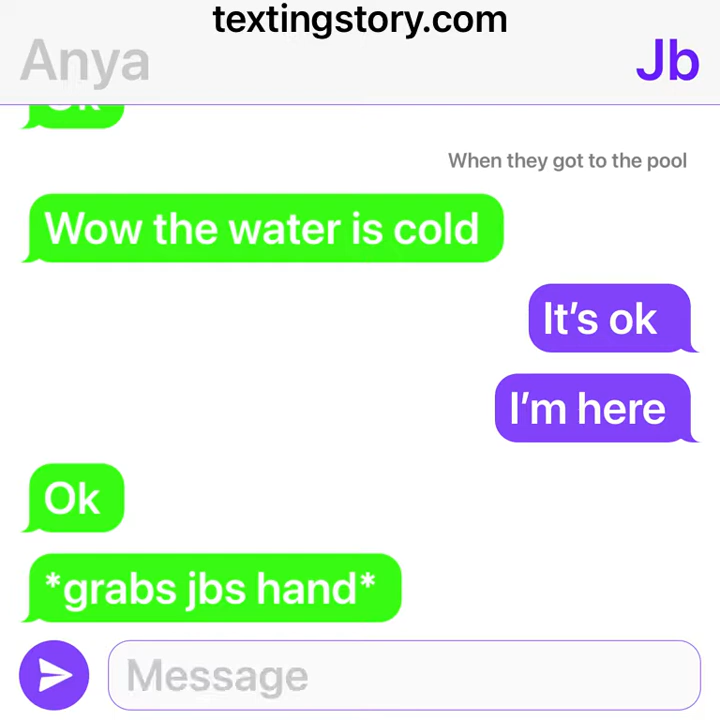 textingstory.com
Anya
Jb
Ok
When they got to the pool
Wow the water is cold
It's ok
I'm here
Ok
*grabs jbs hand*
Message